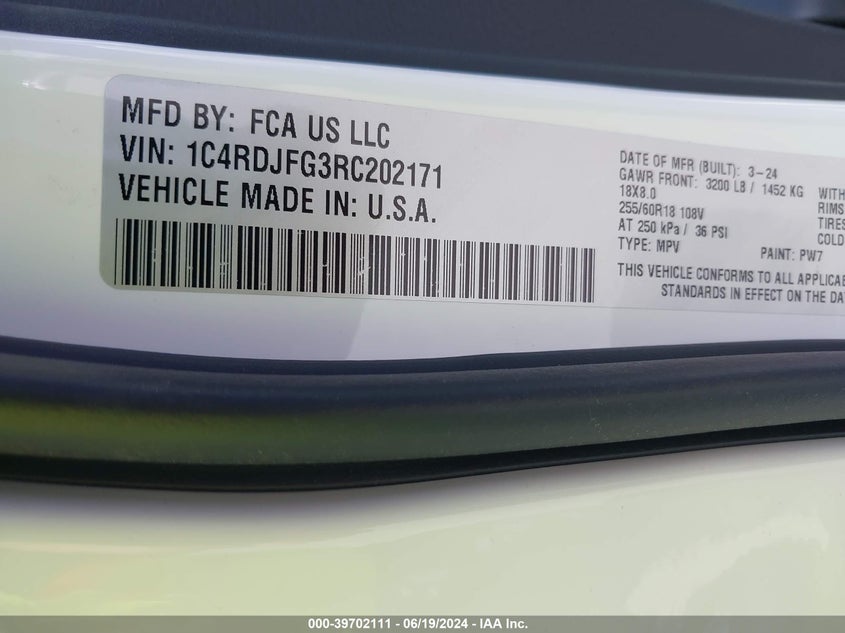 MFD BY: FCA US LLC
VIN: 1C4RDJFG3RC202171
VEHICLE MADE IN: U.S.A.
DATE OF MFR (BUILT): 3-24
GAWR FRONT: 3200 LB / 1452 KG
18X8.0
255/60R18 108V
AT 250 kPa / 36 PSI
TYPE: MPV
PAINT: PW7
WITH
RIMS
TIRES
COLD
THIS VEHICLE CONFORMS TO ALL APPLICAB
STANDARDS IN EFFECT ON THE DA
000-39702111 - 06/19/2024 - IAA Inc.